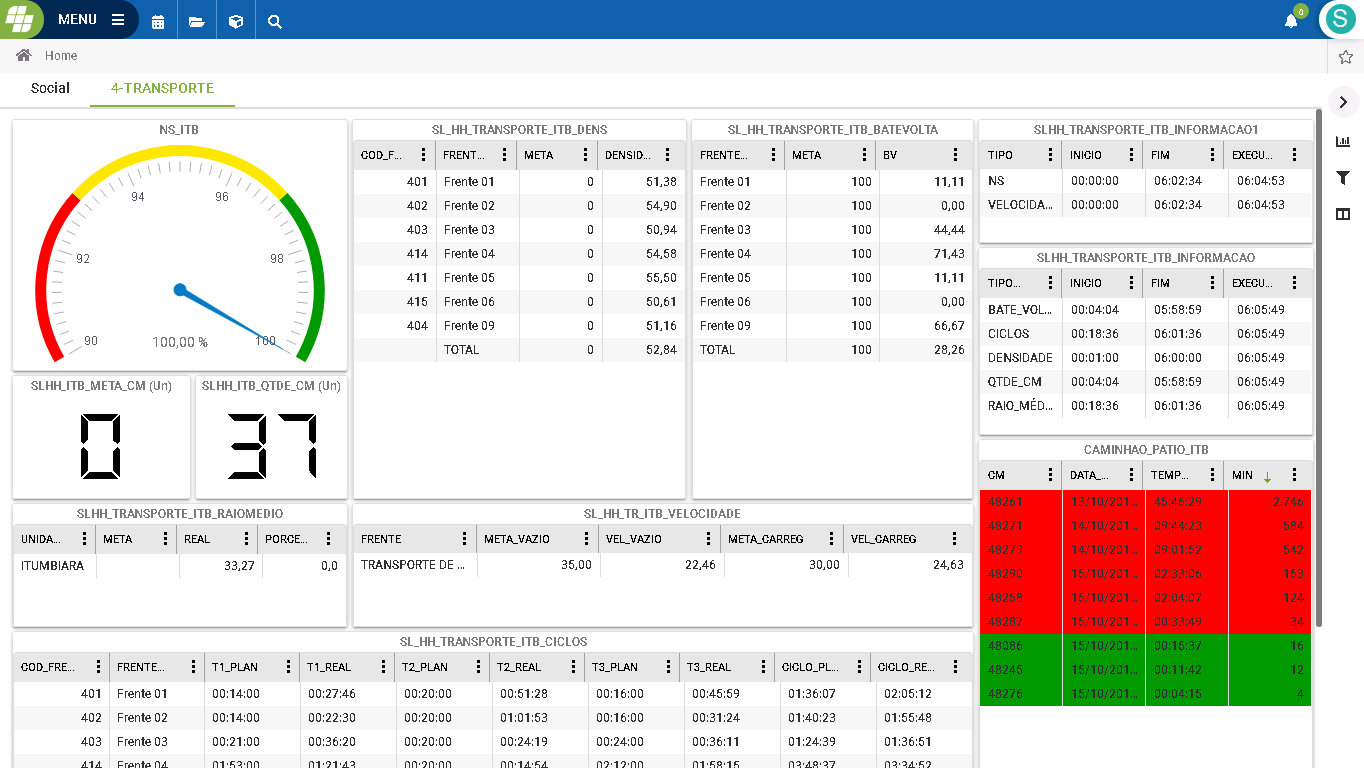 MENU
0
S
Home
Social 4-TRANSPORTE
NS_ITB
94 96
92 98
90 100
100,00 %
SLHH_ITB_META_CM (Un)
0
SLHH_ITB_QTDE_CM (Un)
37
SL_HH_TRANSPORTE_ITB_DENS
COD_F... FRENT... META DENSID...
401 Frente 01 0 51,38
402 Frente 02 0 54,90
403 Frente 03 0 50,94
414 Frente 04 0 54,58
411 Frente 05 0 55,50
415 Frente 06 0 50,61
404 Frente 09 0 51,16
TOTAL 0 52,84
SL_HH_TRANSPORTE_ITB_BATEVOLTA
FRENTE... META BV
Frente 01 100 11,11
Frente 02 100 0,00
Frente 03 100 44,44
Frente 04 100 71,43
Frente 05 100 11,11
Frente 06 100 0,00
Frente 09 100 66,67
TOTAL 100 28,26
SLHH_TRANSPORTE_ITB_INFORMACAO1
TIPO INICIO FIM EXECU...
NS 00:00:00 06:02:34 06:04:53
VELOCIDA... 00:00:00 06:02:34 06:04:53
SLHH_TRANSPORTE_ITB_INFORMACAO
TIPO... INICIO FIM EXECU...
BATE_VOL... 00:04:04 05:58:59 06:05:49
CICLOS 00:18:36 06:01:36 06:05:49
DENSIDADE 00:01:00 06:00:00 06:05:49
QTDE_CM 00:04:04 05:58:59 06:05:49
RAIO_MÉD... 00:18:36 06:01:36 06:05:49
SLHH_TRANSPORTE_ITB_RAIOMEDIO
UNIDA... META REAL PORCE...
ITUMBIARA 33,27 0,0
SL_HH_TR_ITB_VELOCIDADE
FRENTE META_VAZIO VEL_VAZIO META_CARREG VEL_CARREG
TRANSPORTE DE ... 35,00 22,46 30,00 24,63
CAMINHAO_PATIO_ITB
CM DATA_... TEMP... MIN
48261 13/10/201... 45:45:29 2.746
48271 14/10/201... 09:44:23 584
48279 14/10/201... 09:01:52 542
48290 15/10/201... 02:33:06 153
48258 15/10/201... 02:04:07 124
48287 15/10/201... 00:33:49 34
48086 15/10/201... 00:15:37 16
48245 15/10/201... 00:11:42 12
48276 15/10/201... 00:04:15 4
SL_HH_TRANSPORTE_ITB_CICLOS
COD_FRE... FRENTE... T1_PLAN T1_REAL T2_PLAN T2_REAL T3_PLAN T3_REAL CICLO_PL... CICLO_RE...
401 Frente 01 00:14:00 00:27:46 00:20:00 00:51:28 00:16:00 00:45:59 01:36:07 02:05:12
402 Frente 02 00:14:00 00:22:30 00:20:00 01:01:53 00:16:00 00:31:24 01:40:23 01:55:48
403 Frente 03 00:21:00 00:36:20 00:20:00 00:24:19 00:24:00 00:36:11 01:24:39 01:36:51
414 Frente 04 01:53:00 01:21:43 00:20:00 00:14:54 02:12:00 01:58:15 03:48:37 03:34:52